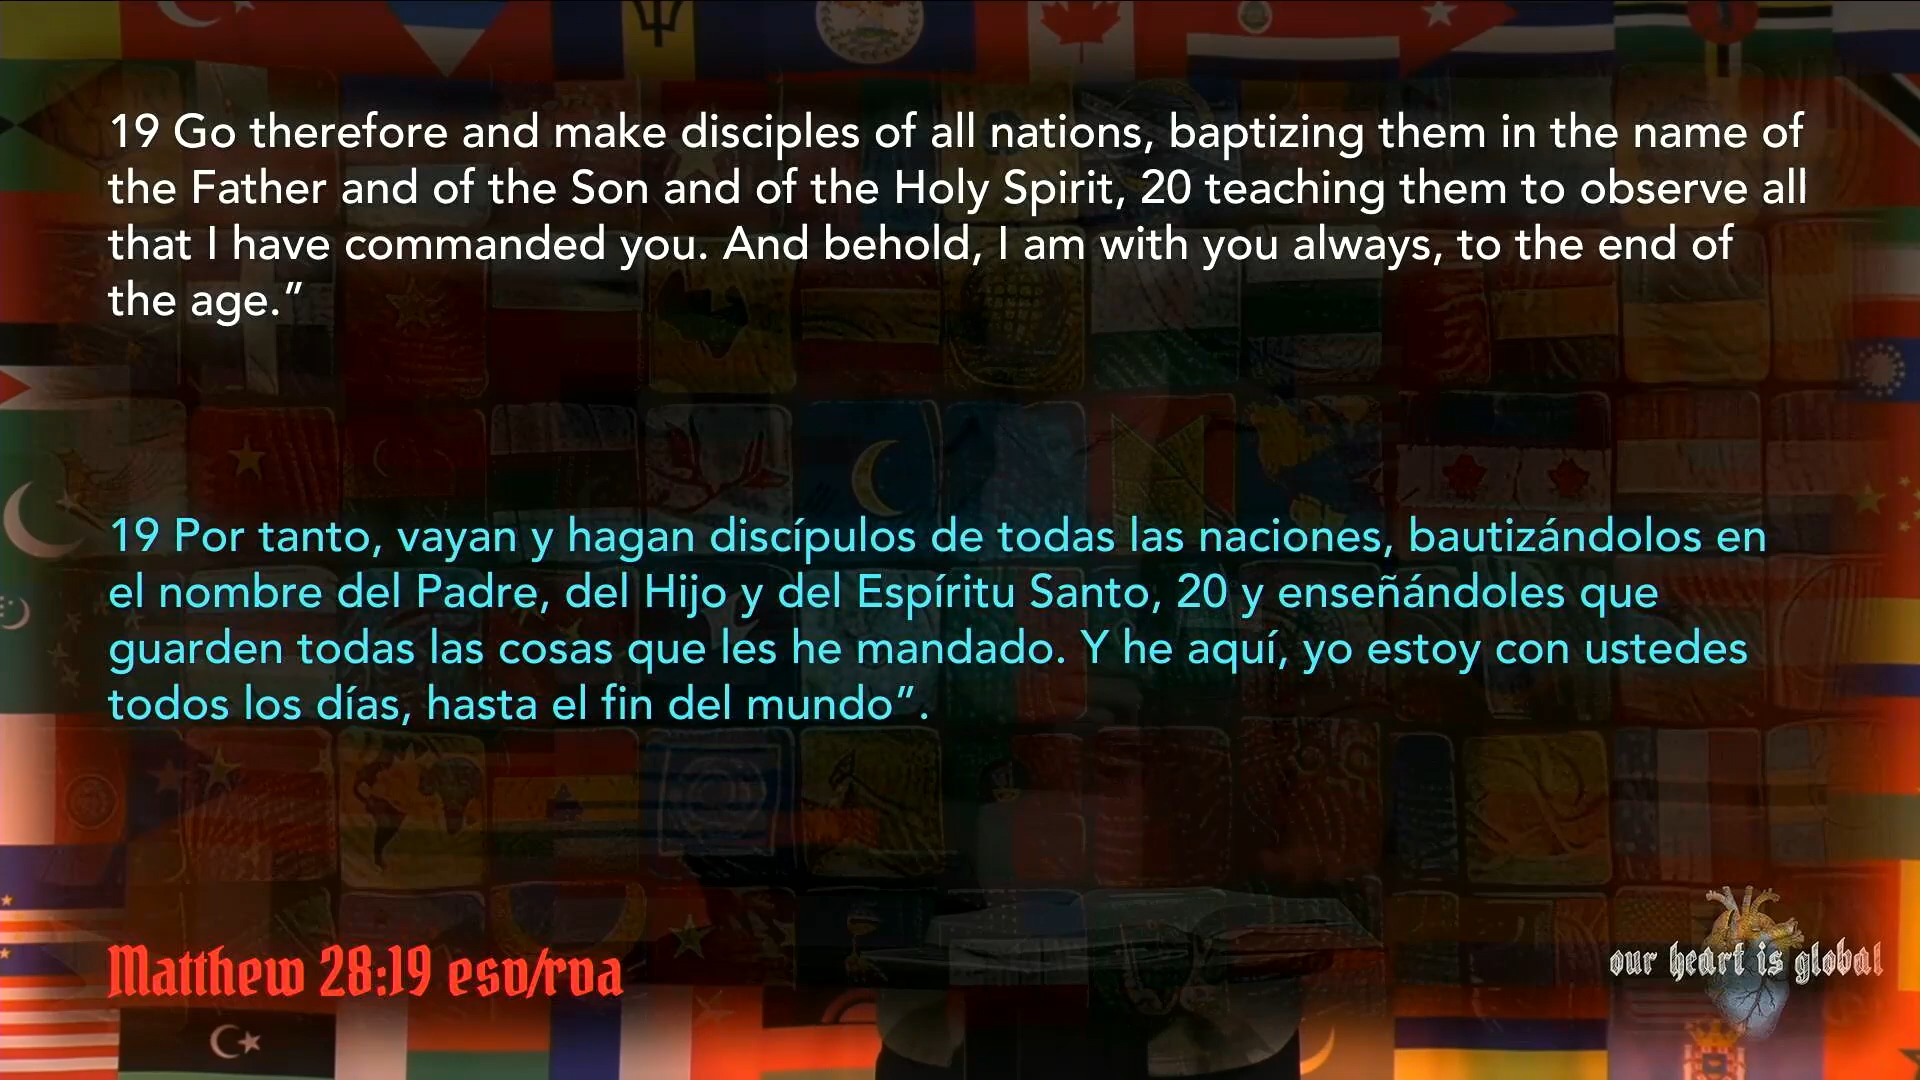 19 Go therefore and make disciples of all nations, baptizing them in the name of
the Father and of the Son and of the Holy Spirit, 20 teaching them to observe all
that I have commanded you. And behold, I am with you always, to the end of
the age.”
19 Por tanto, vayan y hagan discípulos de todas las naciones, bautizándolos en
el nombre del Padre, del Hijo y del Espíritu Santo, 20 y enseñándoles que
guarden todas las cosas que les he mandado. Y he aquí, yo estoy con ustedes
todos los días, hasta el fin del mundo”.
Matthew 28:19 esv/rva
our heart is global